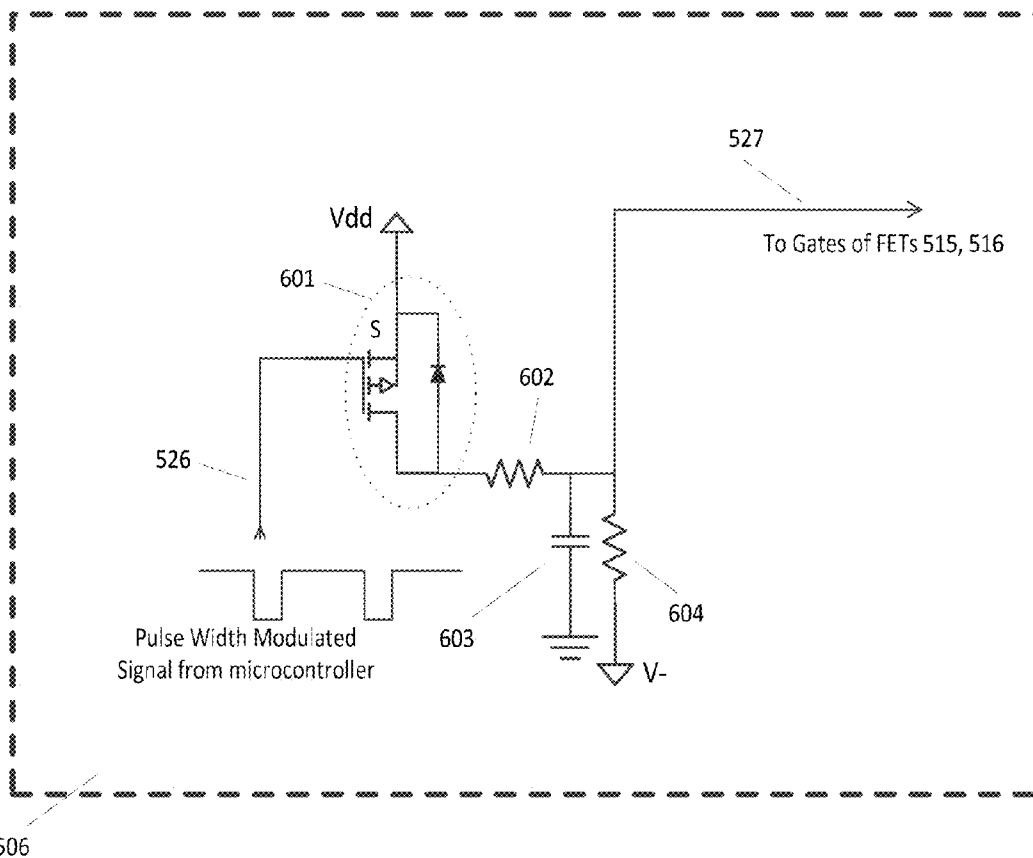 527
Vdd
To Gates of FETs 515, 516
601
S
602
526
604
603
Pulse Width Modulated
Signal from microcontroller
V-
506